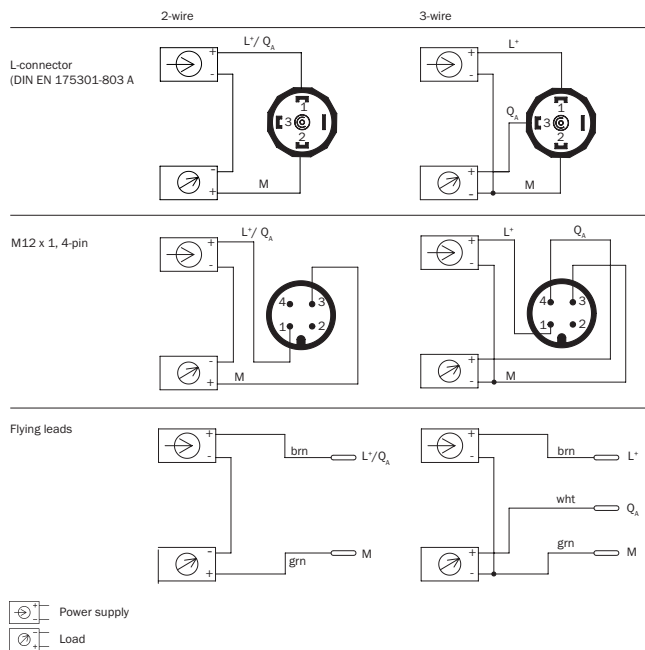 2-wire
3-wire
L-connector
(DIN EN 175301-803 A
+
-
L⁺/ Q_A
1
3
2
-
+
M
+
-
L⁺
Q_A
1
3
2
+
-
M
M12 x 1, 4-pin
+
-
L⁺/ Q_A
4 3
1 2
-
+
M
+
-
L⁺
Q_A
4 3
1 2
+
-
M
Flying leads
+
-
brn
L⁺/Q_A
-
+
grn
M
+
-
brn
L⁺
wht
Q_A
+
-
grn
M
+
-
Power supply
-
+
Load